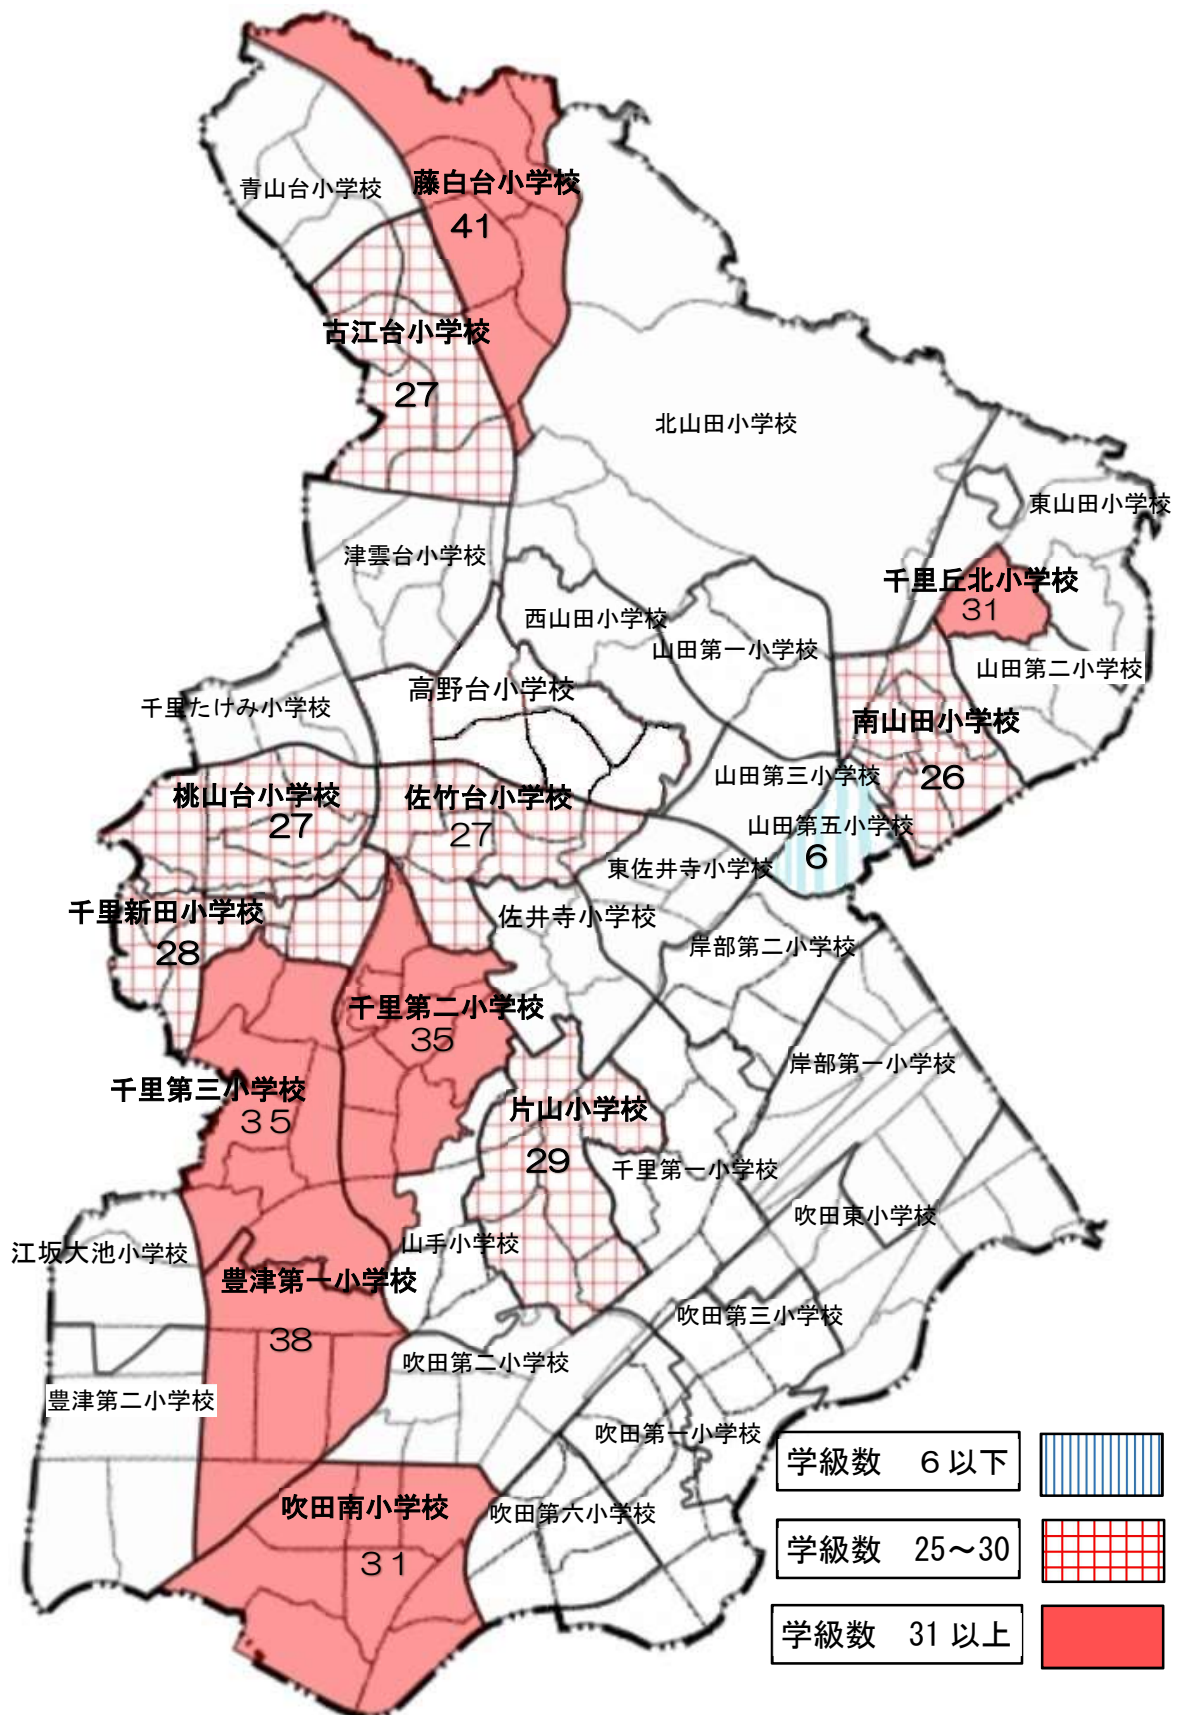 青山台小学校
藤白台小学校
41
古江台小学校
27
北山田小学校
東山田小学校
津雲台小学校
千里丘北小学校
31
西山田小学校
山田第一小学校
山田第二小学校
高野台小学校
千里たけみ小学校
南山田小学校
26
山田第三小学校
桃山台小学校
27
佐竹台小学校
27
山田第五小学校
6
東佐井寺小学校
千里新田小学校
28
佐井寺小学校
岸部第二小学校
千里第二小学校
35
岸部第一小学校
千里第三小学校
35
片山小学校
29
千里第一小学校
吹田東小学校
江坂大池小学校
山手小学校
豊津第一小学校
38
吹田第三小学校
吹田第二小学校
豊津第二小学校
吹田第一小学校
吹田南小学校
31
吹田第六小学校
学級数　6以下
学級数　25～30
学級数　31以上